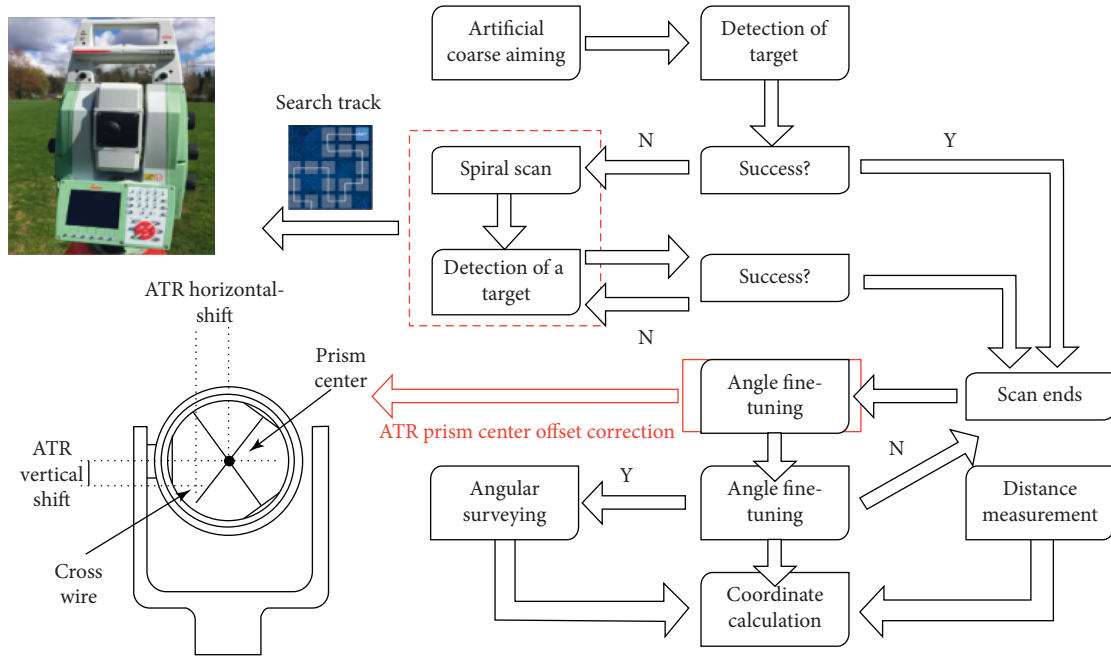 Artificial
coarse aiming
Detection of
target
Search track
N
Y
Spiral scan
Success?
Detection of a
target
Success?
N
ATR horizontal-
shift
Prism
center
Angle fine-
tuning
Scan ends
ATR prism center offset correction
ATR
vertical
shift
N
Y
Angular
surveying
Angle fine-
tuning
Distance
measurement
Cross
wire
Coordinate
calculation